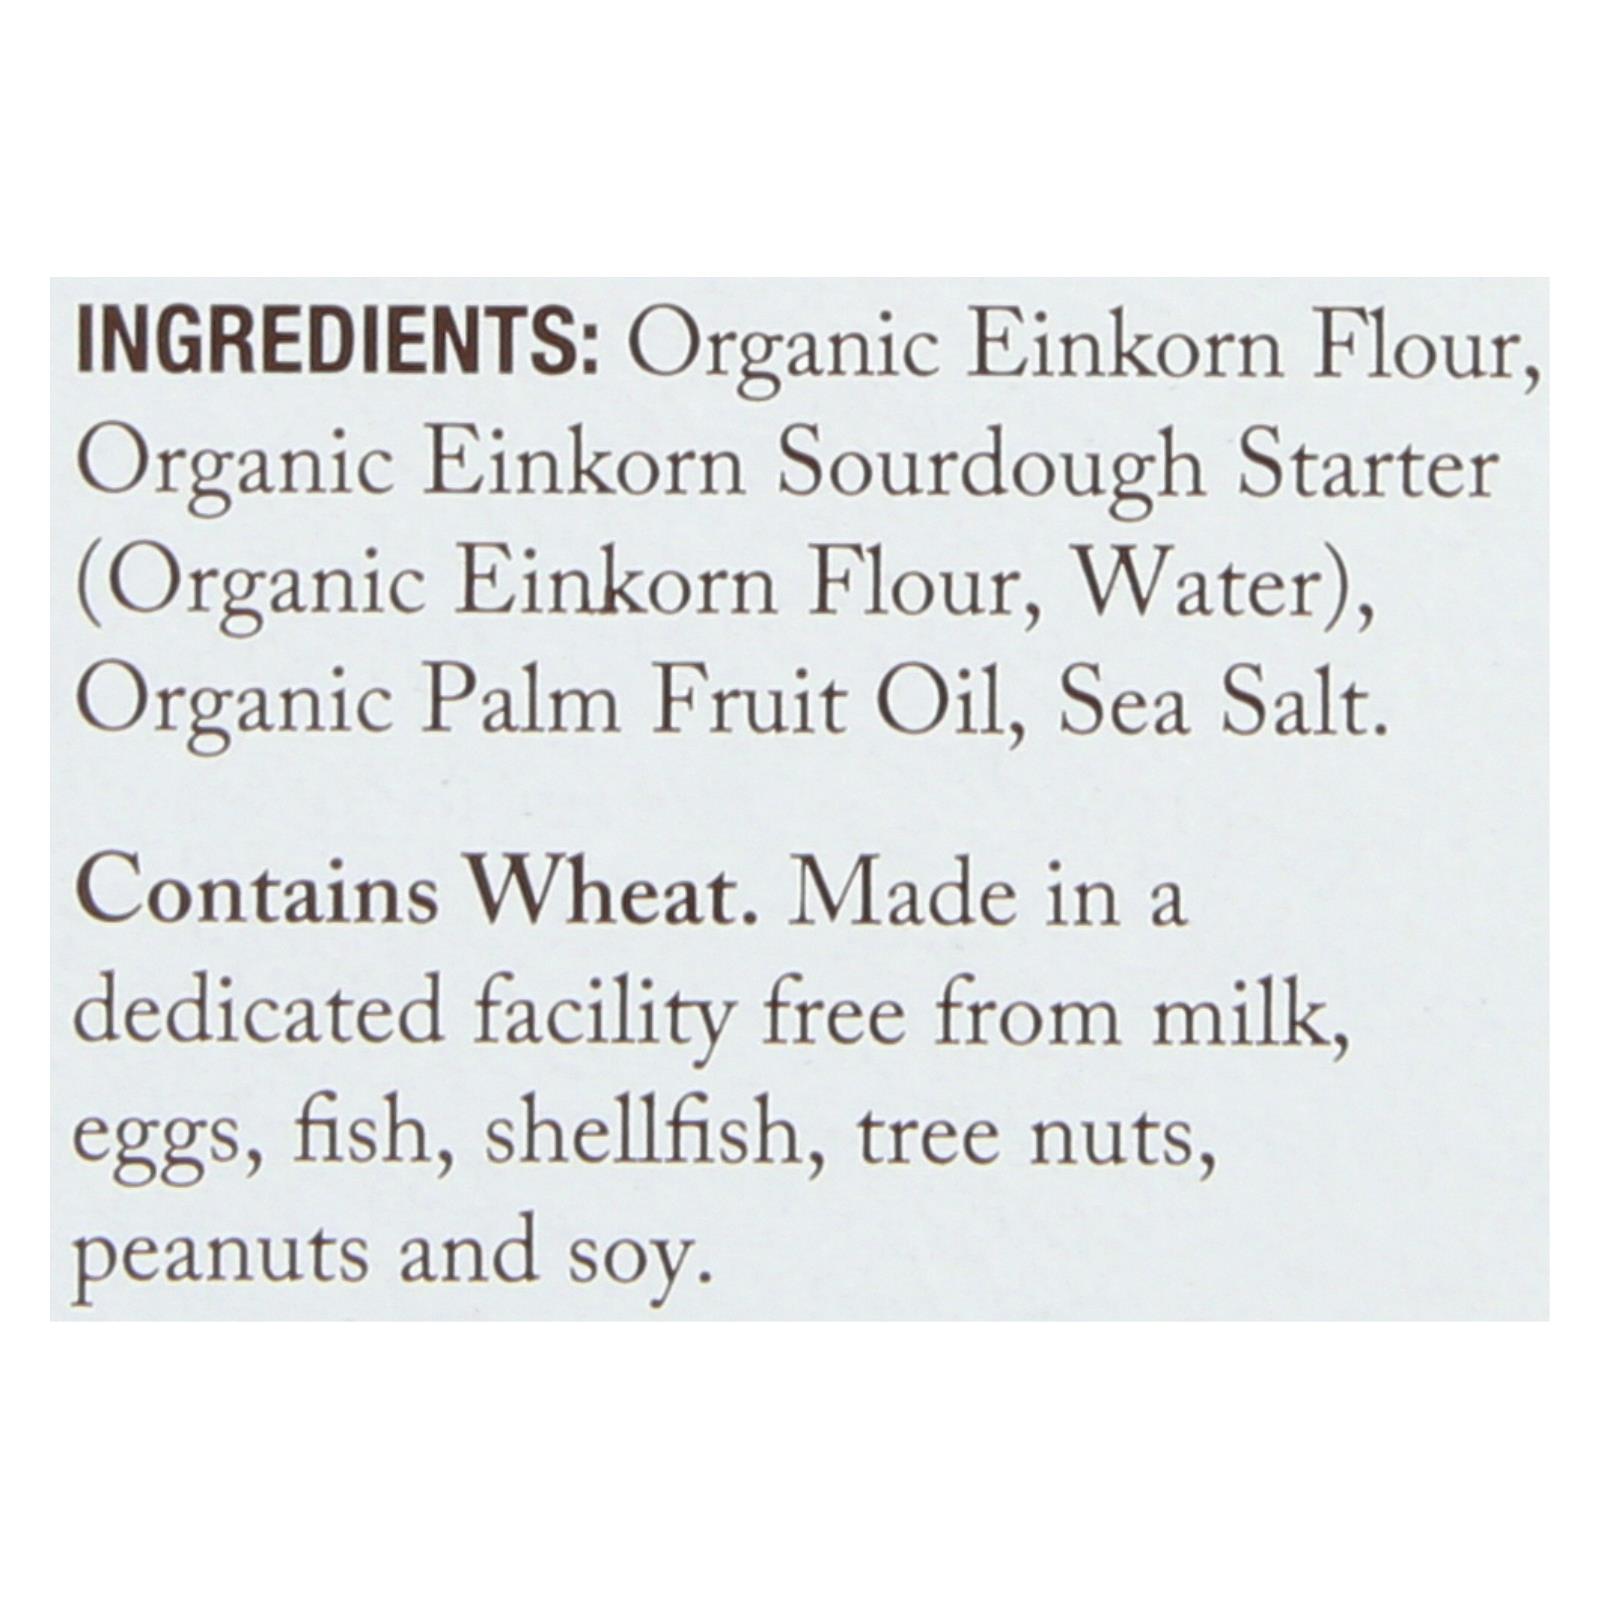 INGREDIENTS: Organic Einkorn Flour,
Organic Einkorn Sourdough Starter
(Organic Einkorn Flour, Water),
Organic Palm Fruit Oil, Sea Salt.
Contains Wheat. Made in a
dedicated facility free from milk,
eggs, fish, shellfish, tree nuts,
peanuts and soy.